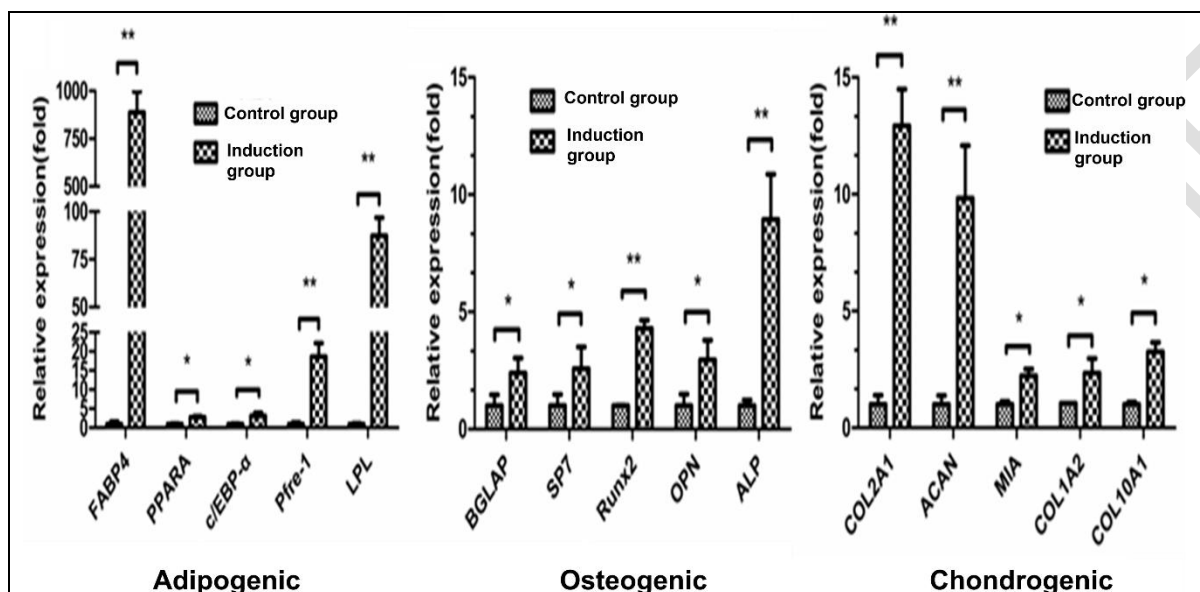 Relative expression(fold)
**
1000
750
500
100
75
50
25
20
15
10
5
0
Control group
Induction
group
*
*
**
**
FABP4
PPARA
c/EBP-α
Pfre-1
LPL
Adipogenic
Relative expression(fold)
15
10
5
0
Control group
Induction
group
*
*
**
*
**
BGLAP
SP7
Runx2
OPN
ALP
Osteogenic
Relative expression(fold)
15
10
5
0
Control group
Induction
group
**
**
*
*
*
COL2A1
ACAN
MIA
COL1A2
COL10A1
Chondrogenic